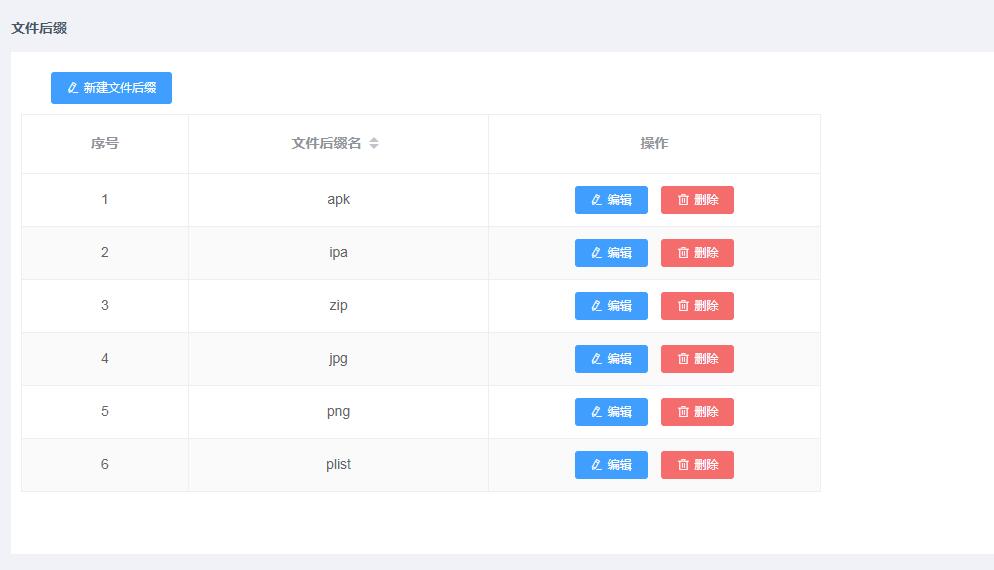 文件后缀
新建文件后缀
序号 文件后缀名 操作
1 apk 编辑 删除
2 ipa 编辑 删除
3 zip 编辑 删除
4 jpg 编辑 删除
5 png 编辑 删除
6 plist 编辑 删除